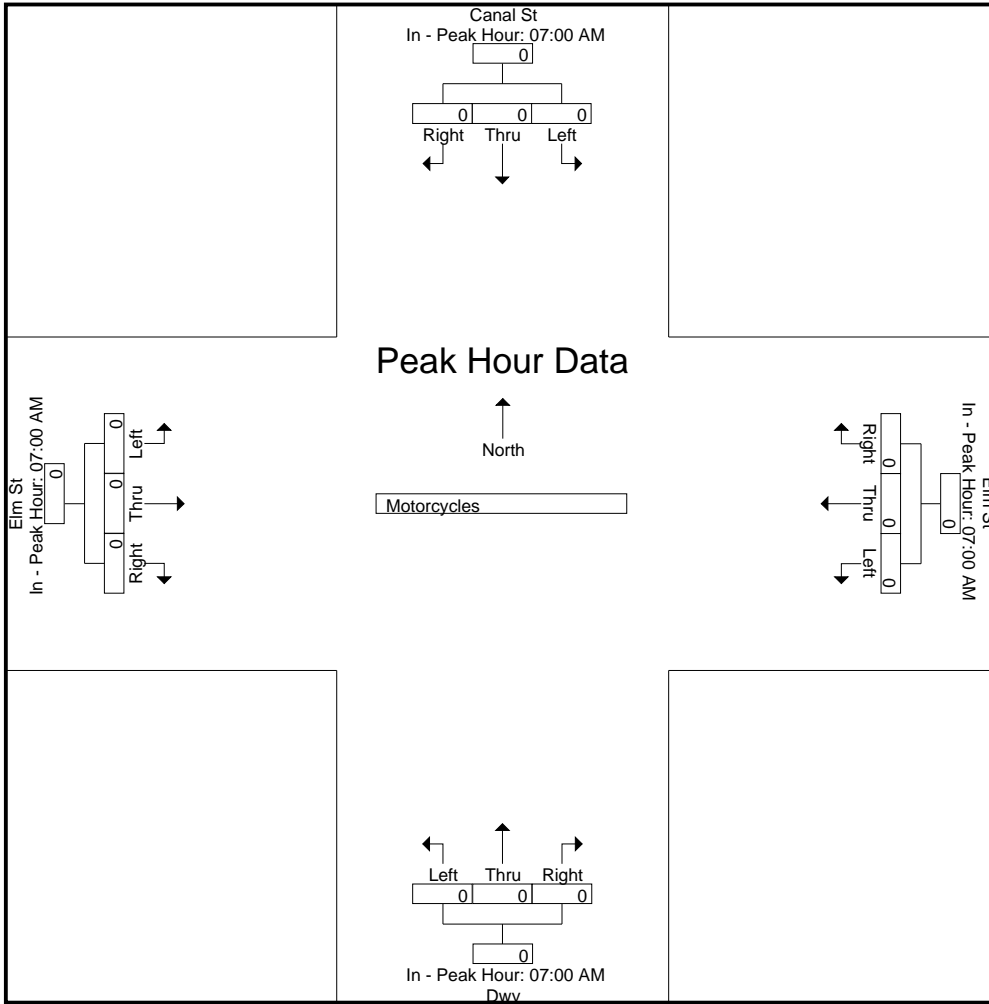 Canal St
In - Peak Hour: 07:00 AM
0
0 0 0
Right Thru Left
Peak Hour Data
North
Motorcycles
Elm St
In - Peak Hour: 07:00 AM
0
0 0 0
Left Thru Right
Elm St
In - Peak Hour: 07:00 AM
0
0 0 0
Right Thru Left
Left Thru Right
0 0 0
0
In - Peak Hour: 07:00 AM
Dwy